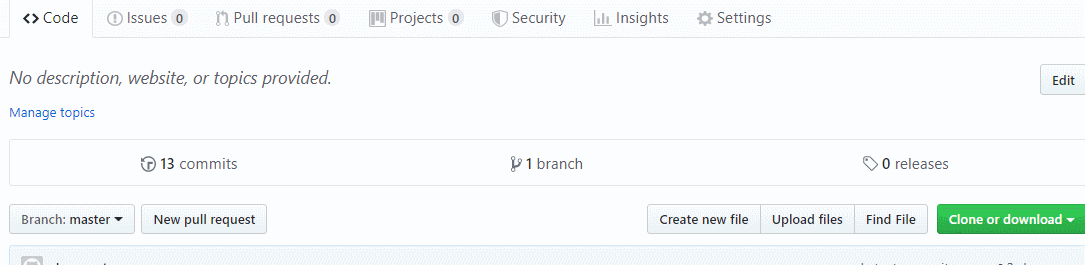 Code Issues 0 Pull requests 0 Projects 0 Security Insights Settings
No description, website, or topics provided. Edit
Manage topics
13 commits 1 branch 0 releases
Branch: master New pull request Create new file Upload files Find File Clone or download